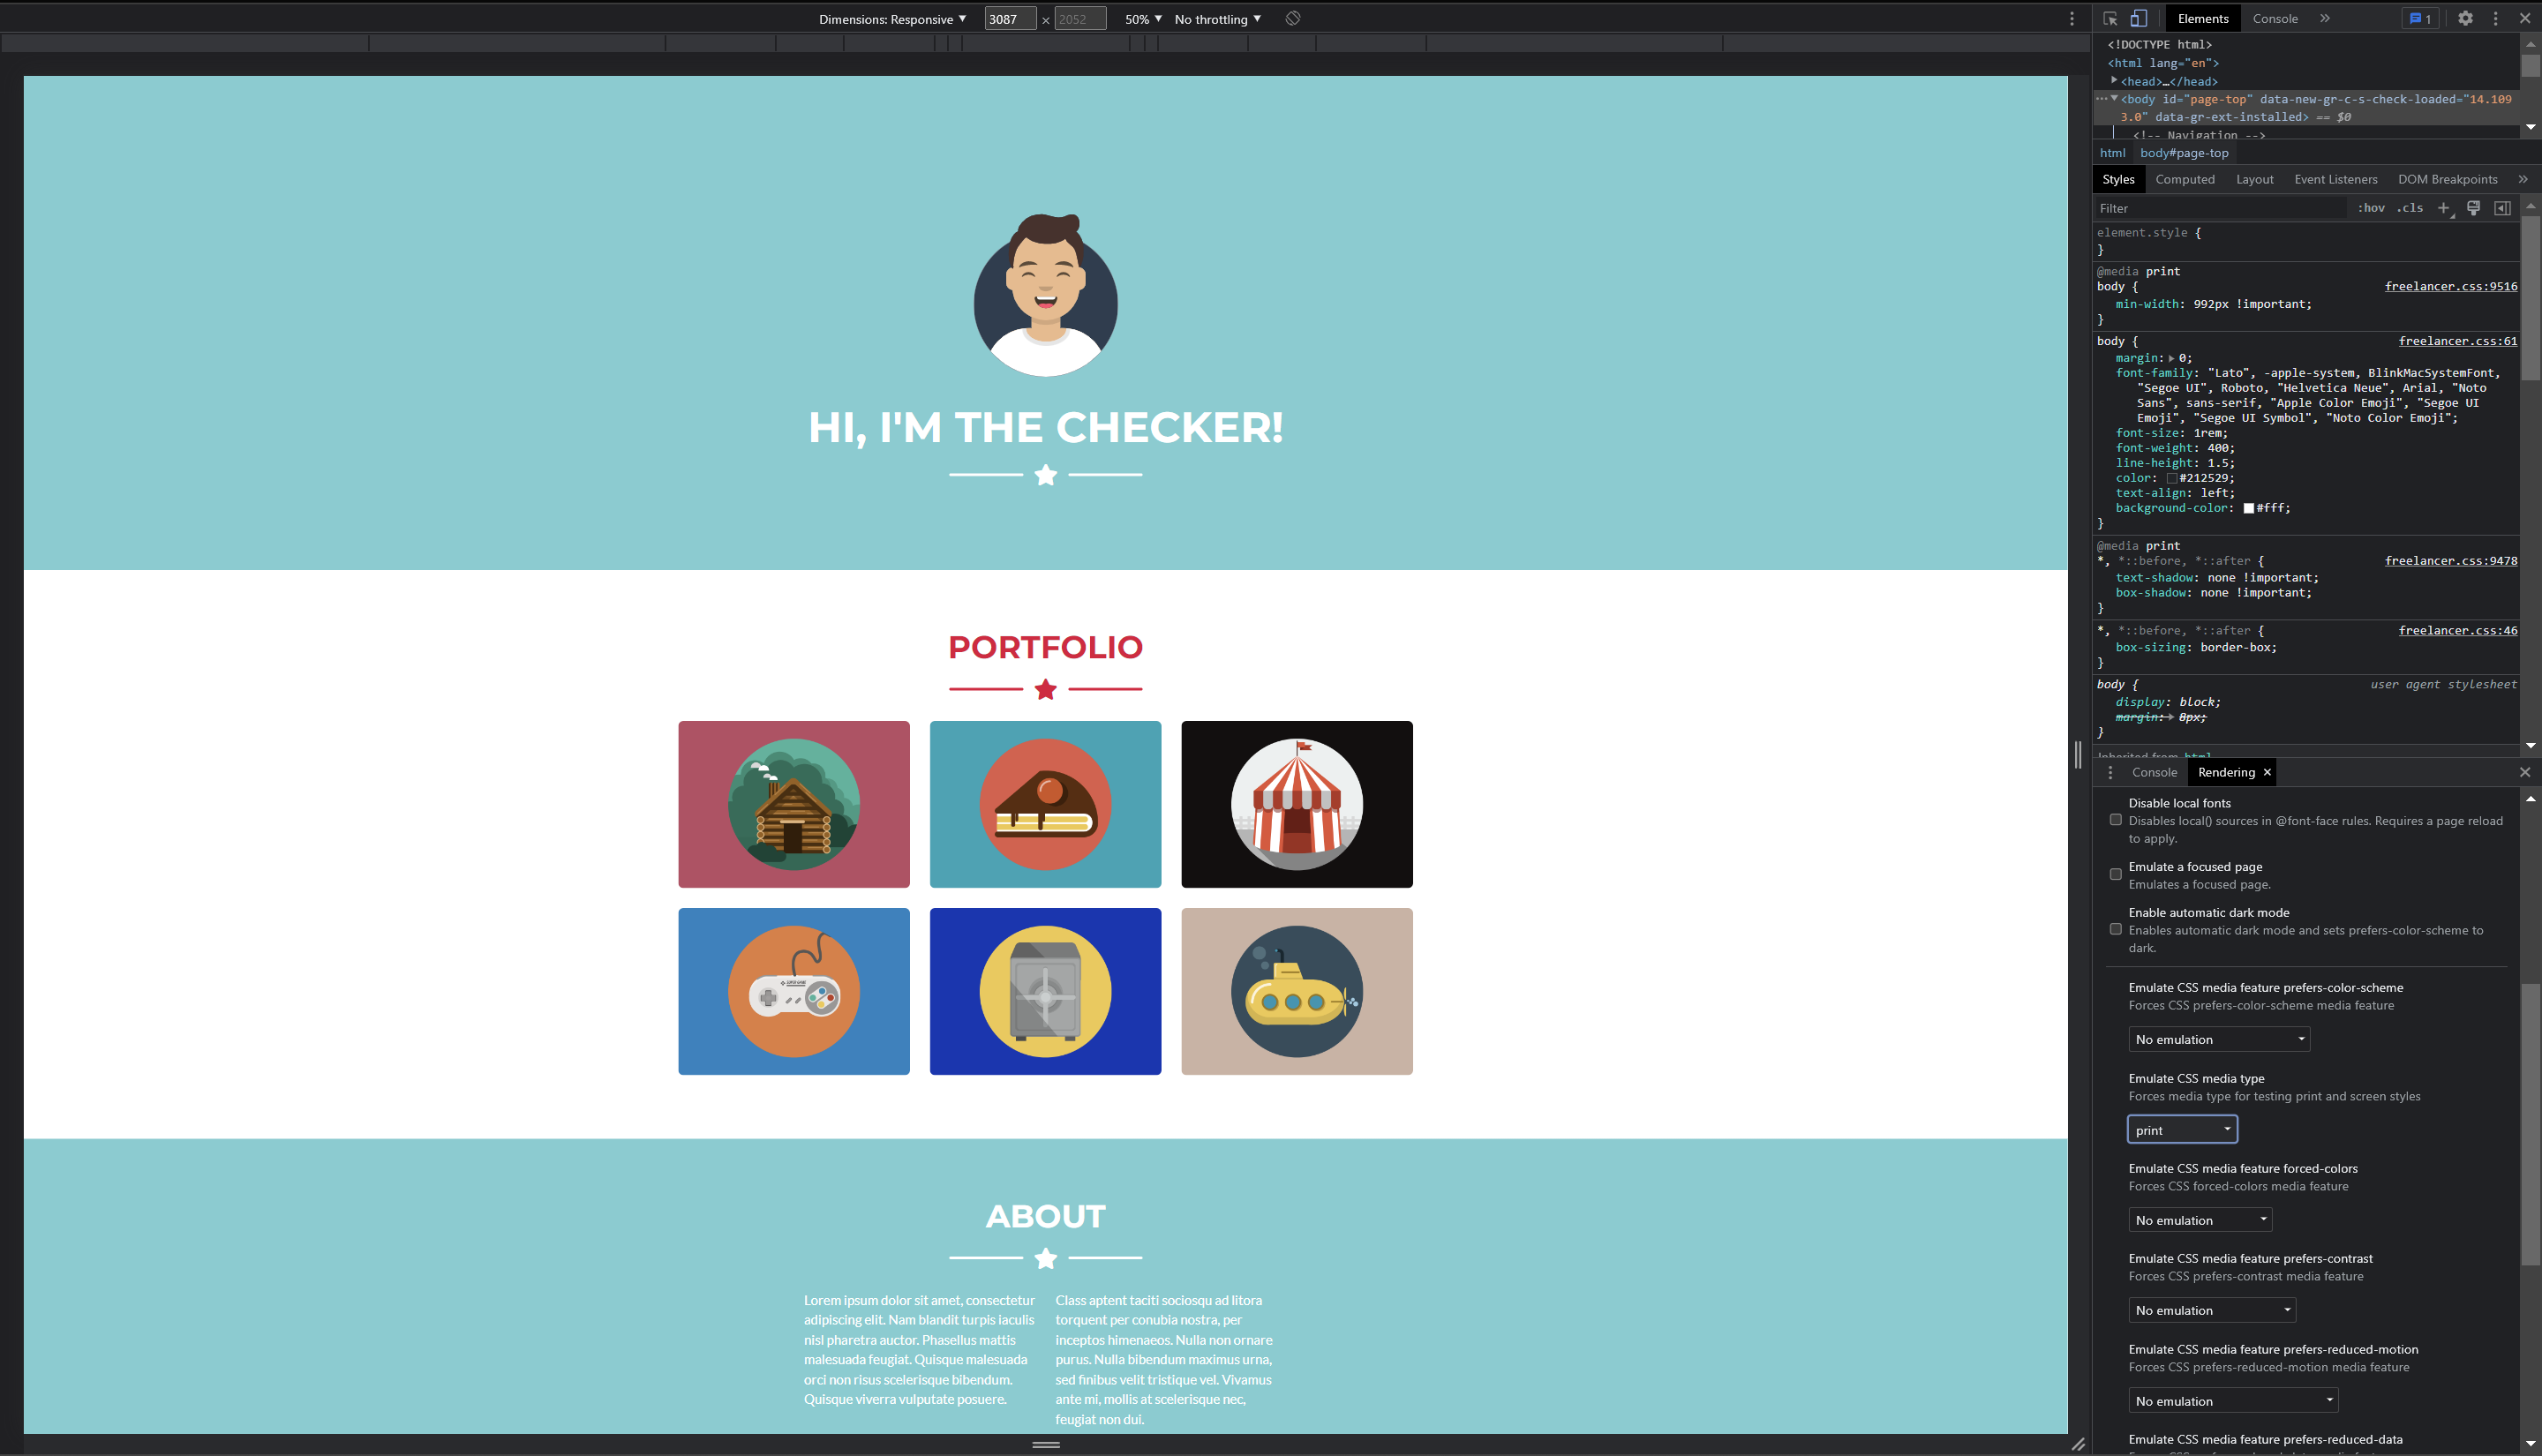 Dimensions: Responsive ▼ 3087 × 2052 50% ▼ No throttling ▼
HI, I'M THE CHECKER!
PORTFOLIO
ABOUT
Lorem ipsum dolor sit amet, consectetur
adipiscing elit. Nam blandit turpis iaculis
nisl pharetra auctor. Phasellus mattis
malesuada feugiat. Quisque malesuada
orci non risus scelerisque bibendum.
Quisque viverra vulputate posuere.
Class aptent taciti sociosqu ad litora
torquent per conubia nostra, per
inceptos himenaeos. Nulla non ornare
purus. Nulla bibendum maximus urna,
sed finibus velit tristique vel. Vivamus
ante mi, mollis at scelerisque nec,
feugiat non dui.
Elements Console » 1
<!DOCTYPE html>
<html lang="en">
<head>…</head>
<body id="page-top" data-new-gr-c-s-check-loaded="14.109
3.0" data-gr-ext-installed> == $0
<!-- Navigation -->
html body#page-top
Styles Computed Layout Event Listeners DOM Breakpoints »
Filter :hov .cls +
element.style {
}
@media print
body { freelancer.css:9516
min-width: 992px !important;
}
body { freelancer.css:61
margin: 0;
font-family: "Lato", -apple-system, BlinkMacSystemFont,
"Segoe UI", Roboto, "Helvetica Neue", Arial, "Noto
Sans", sans-serif, "Apple Color Emoji", "Segoe UI
Emoji", "Segoe UI Symbol", "Noto Color Emoji";
font-size: 1rem;
font-weight: 400;
line-height: 1.5;
color: #212529;
text-align: left;
background-color: #fff;
}
@media print
*, *::before, *::after { freelancer.css:9478
text-shadow: none !important;
box-shadow: none !important;
}
*, *::before, *::after { freelancer.css:46
box-sizing: border-box;
}
body { user agent stylesheet
display: block;
margin: 8px;
}
Inherited from html
Console Rendering ×
Disable local fonts
Disables local() sources in @font-face rules. Requires a page reload
to apply.
Emulate a focused page
Emulates a focused page.
Enable automatic dark mode
Enables automatic dark mode and sets prefers-color-scheme to
dark.
Emulate CSS media feature prefers-color-scheme
Forces CSS prefers-color-scheme media feature
No emulation
Emulate CSS media type
Forces media type for testing print and screen styles
print
Emulate CSS media feature forced-colors
Forces CSS forced-colors media feature
No emulation
Emulate CSS media feature prefers-contrast
Forces CSS prefers-contrast media feature
No emulation
Emulate CSS media feature prefers-reduced-motion
Forces CSS prefers-reduced-motion media feature
No emulation
Emulate CSS media feature prefers-reduced-data